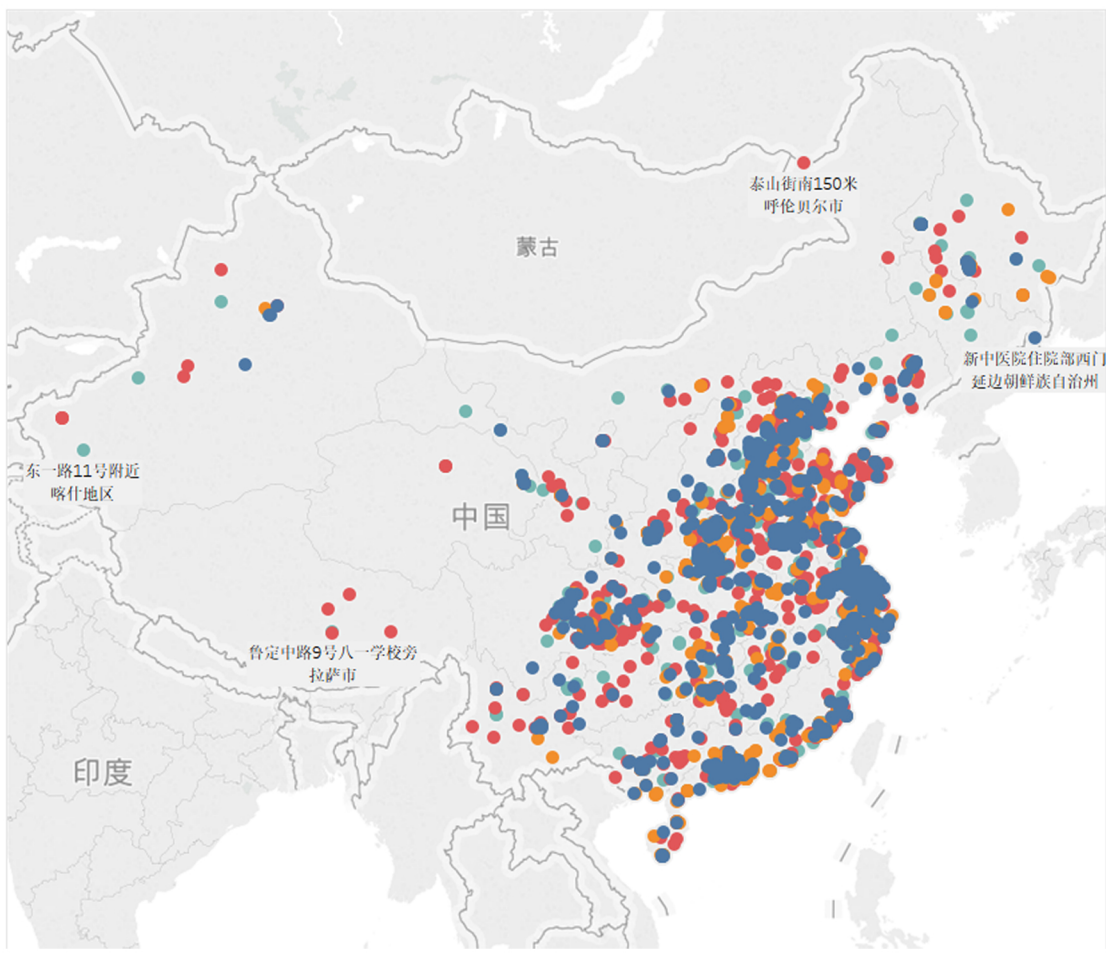 泰山街南150米
呼伦贝尔市
蒙古
新中医院住院部西门
延边朝鲜族自治州
东一路11号附近
喀什地区
中国
鲁定中路9号八一学校旁
拉萨市
印度